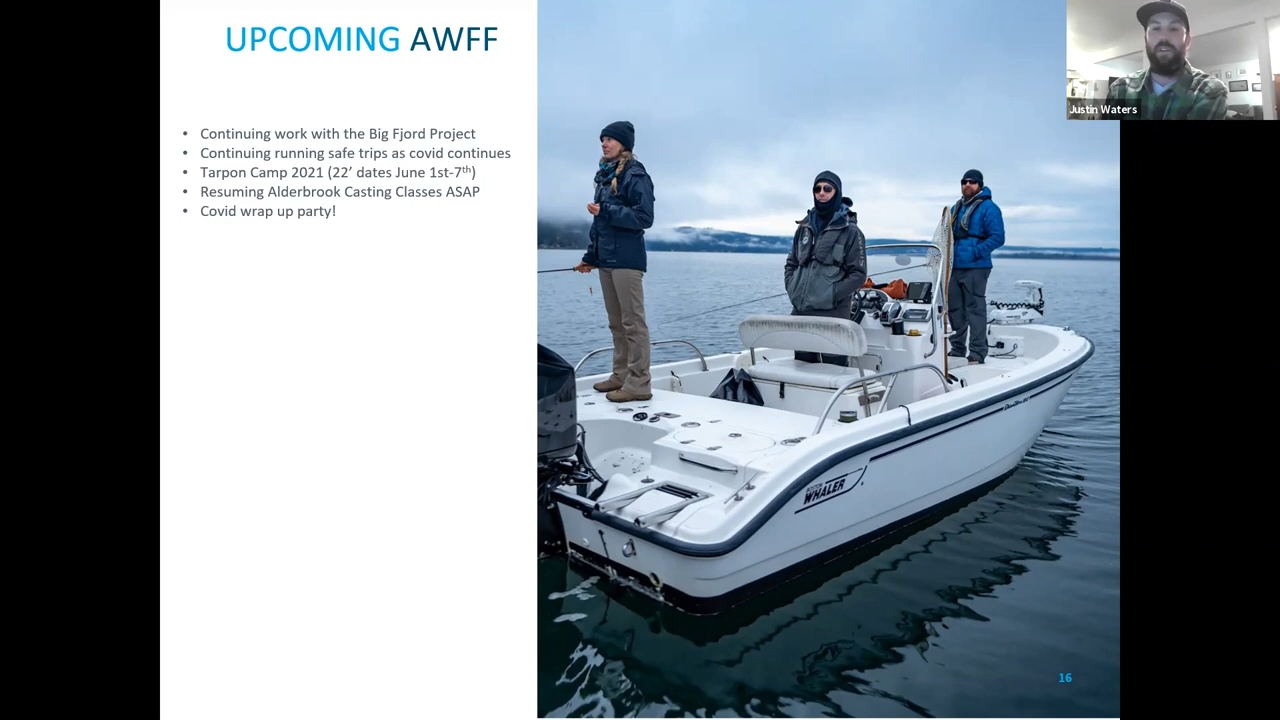 UPCOMING AWFF
• Continuing work with the Big Fjord Project
• Continuing running safe trips as covid continues
• Tarpon Camp 2021 (22’ dates June 1st-7th)
• Resuming Alderbrook Casting Classes ASAP
• Covid wrap up party!
Justin Waters
BOSTON
WHALER
16